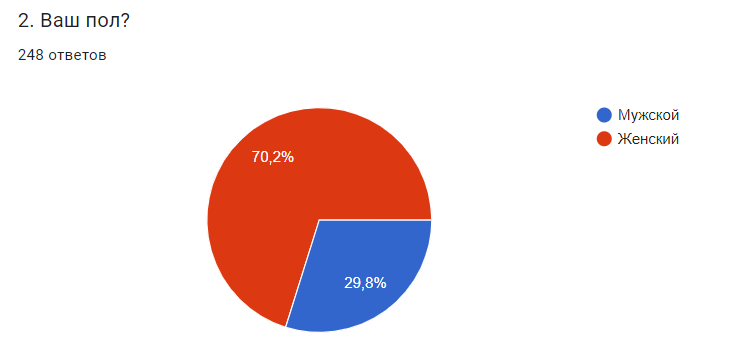 2. Ваш пол?
248 ответов
Мужской
Женский
70,2%
29,8%